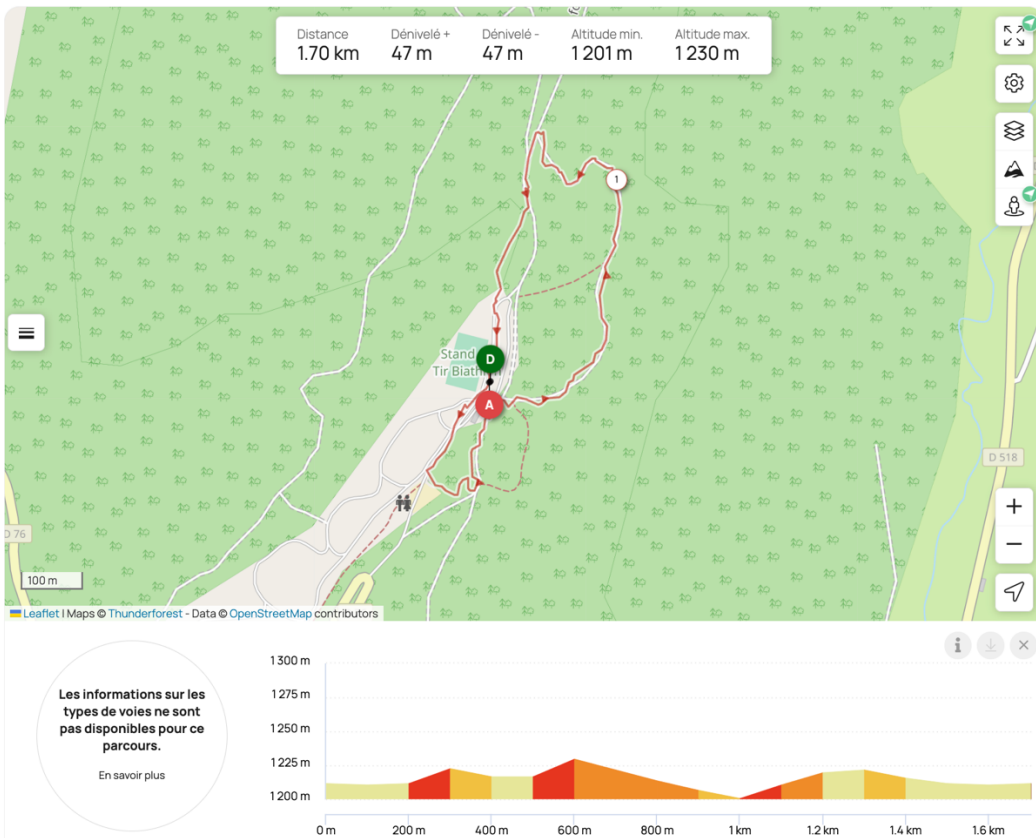 Distance
1.70 km
Dénivelé +
47 m
Dénivelé -
47 m
Altitude min.
1 201 m
Altitude max.
1 230 m
1
D
Stand
Tir Biathl
A
D 518
D 76
+
−
100 m
Leaflet | Maps © Thunderforest - Data © OpenStreetMap contributors
Les informations sur les
types de voies ne sont
pas disponibles pour ce
parcours.
En savoir plus
i
1 300 m
1 275 m
1 250 m
1 225 m
1 200 m
0 m
200 m
400 m
600 m
800 m
1 km
1.2 km
1.4 km
1.6 km